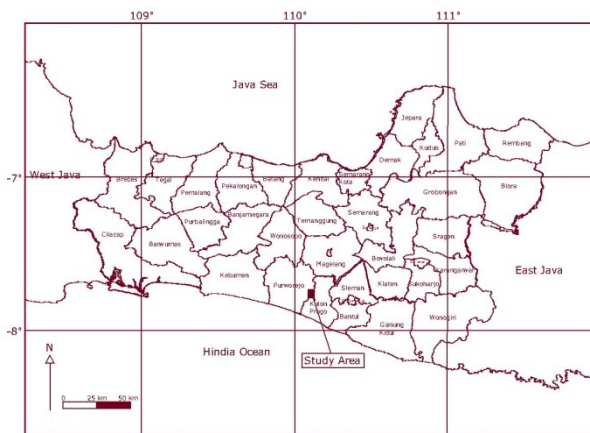 109°
110°
111°
Java Sea
Jepara
Kudus
Pati
Rembang
Demak
West Java
-7°
Brebes
Tegal
Pemalang
Pekalongan
Batang
Kendal
Semarang
Kota
Grobongan
Blora
Cilacap
Purbalingga
Banjarnegara
Wonosobo
Temanggung
Semarang
Sragen
Banyumas
Magelang
Boyolali
Karanganyar
East Java
Kebumen
Purworejo
Sleman
Klaten
Sukoharjo
Kulon
Progo
Bantul
Gunung
Kidul
Wonogiri
-8°
Hindia Ocean
Study Area
N
0
25 km
50 km